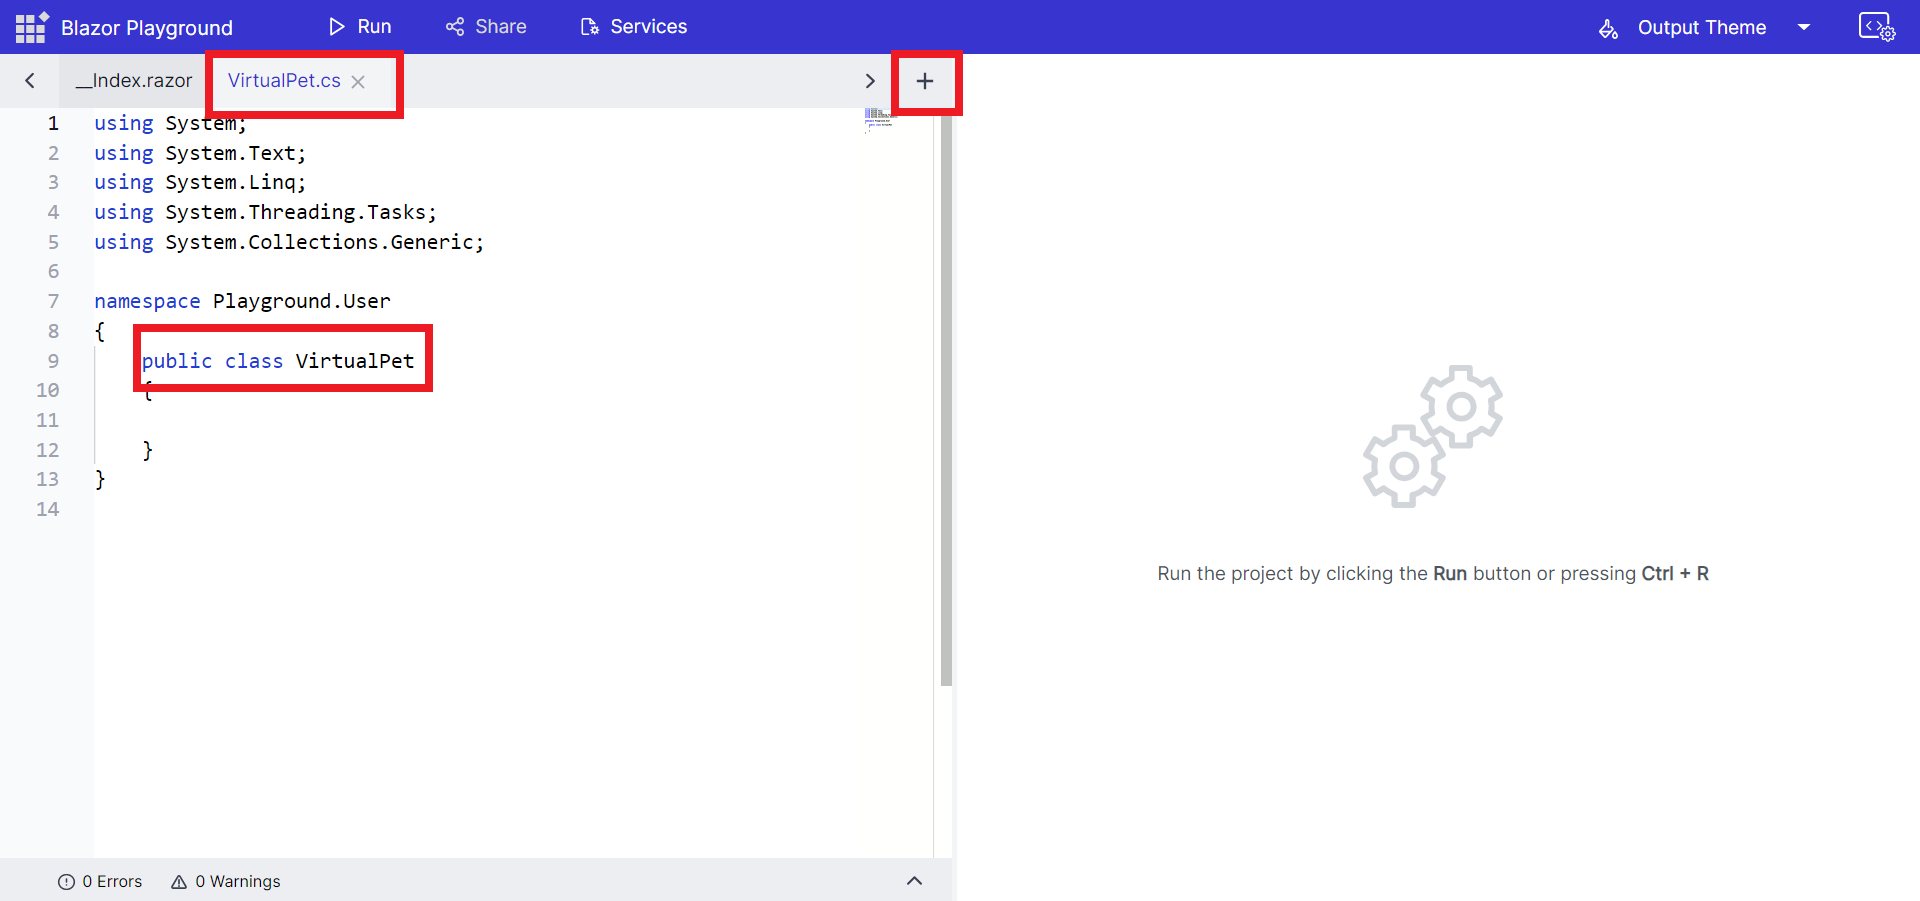 Blazor Playground Run Share Services Output Theme
__Index.razor VirtualPet.cs
1 using System;
2 using System.Text;
3 using System.Linq;
4 using System.Threading.Tasks;
5 using System.Collections.Generic;
6
7 namespace Playground.User
8 {
9 public class VirtualPet
10 {
11
12 }
13 }
14
Run the project by clicking the Run button or pressing Ctrl + R
0 Errors 0 Warnings